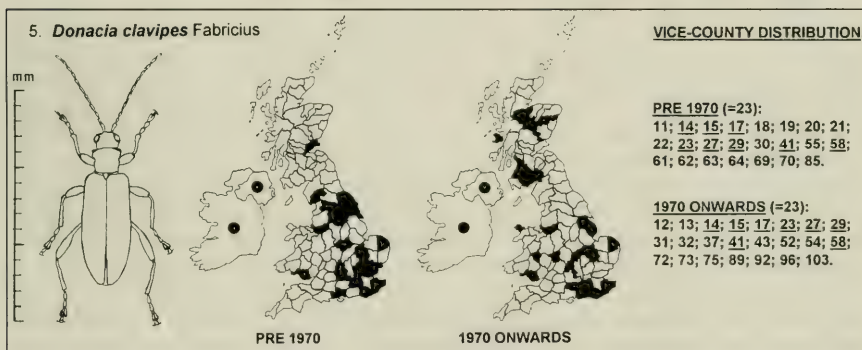 5. Donacia clavipes Fabricius
mm
PRE 1970
1970 ONWARDS
VICE-COUNTY DISTRIBUTION
PRE 1970 (=23):
11; 14; 15; 17; 18; 19; 20; 21;
22; 23; 27; 29; 30; 41; 55; 58;
61; 62; 63; 64; 69; 70; 85.
1970 ONWARDS (=23):
12; 13; 14; 15; 17; 23; 27; 29;
31; 32; 37; 41; 43; 52; 54; 58;
72; 73; 75; 89; 92; 96; 103.